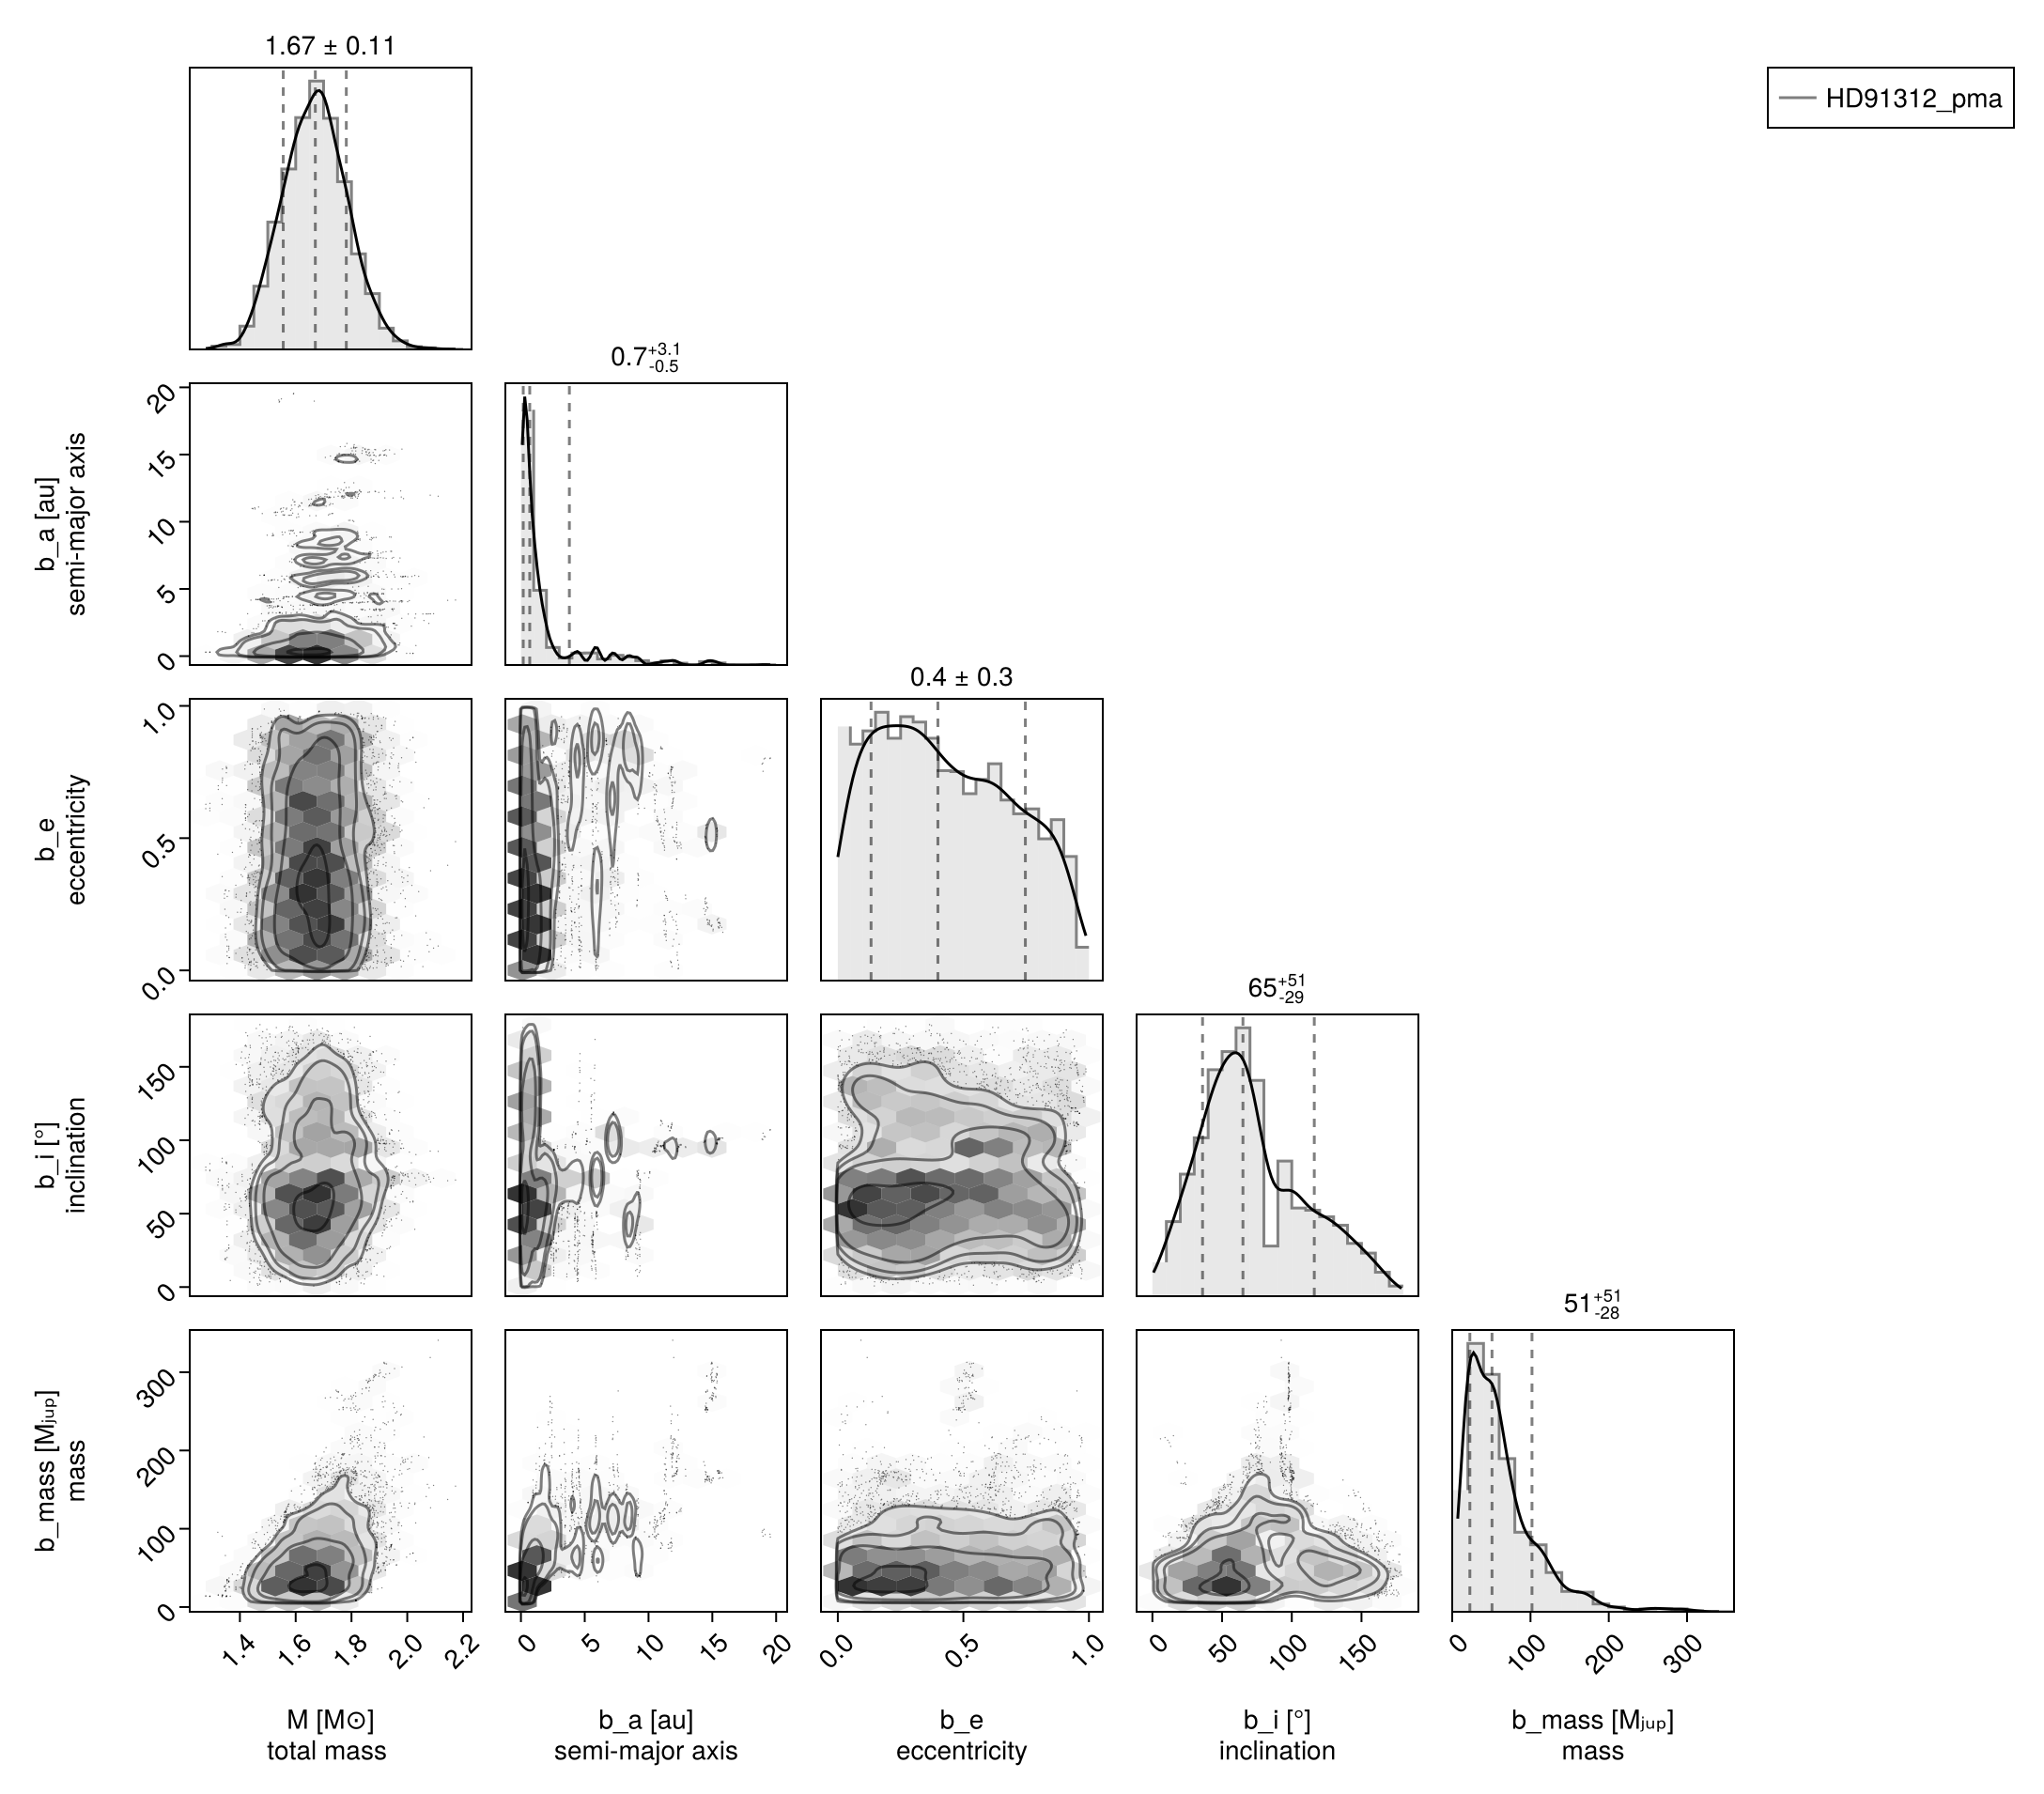 1.67 ± 0.11
HD91312_pma
0.7 +3.1 -0.5
b_a [au]
semi-major axis
20
15
10
5
0
0.4 ± 0.3
b_e
eccentricity
1.0
0.5
0.0
65 +51 -29
b_i [°]
inclination
150
100
50
0
51 +51 -28
b_mass [Mⱼᵤₚ]
mass
300
200
100
0
1.4 1.6 1.8 2.0 2.2 0 5 10 15 20 0.0 0.5 1.0 0 50 100 150 0 100 200 300
M [M⊙] b_a [au] b_e b_i [°] b_mass [Mⱼᵤₚ]
total mass semi-major axis eccentricity inclination mass